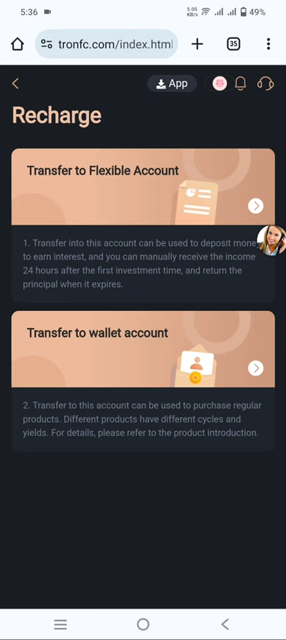 5:36
5.05 KB/s
49%
tronfc.com/index.html
35
App
Recharge
Transfer to Flexible Account
1. Transfer into this account can be used to deposit mone
to earn interest, and you can manually receive the income
24 hours after the first investment time, and return the
principal when it expires.
Transfer to wallet account
2. Transfer to this account can be used to purchase regular
products. Different products have different cycles and
yields. For details, please refer to the product introduction.